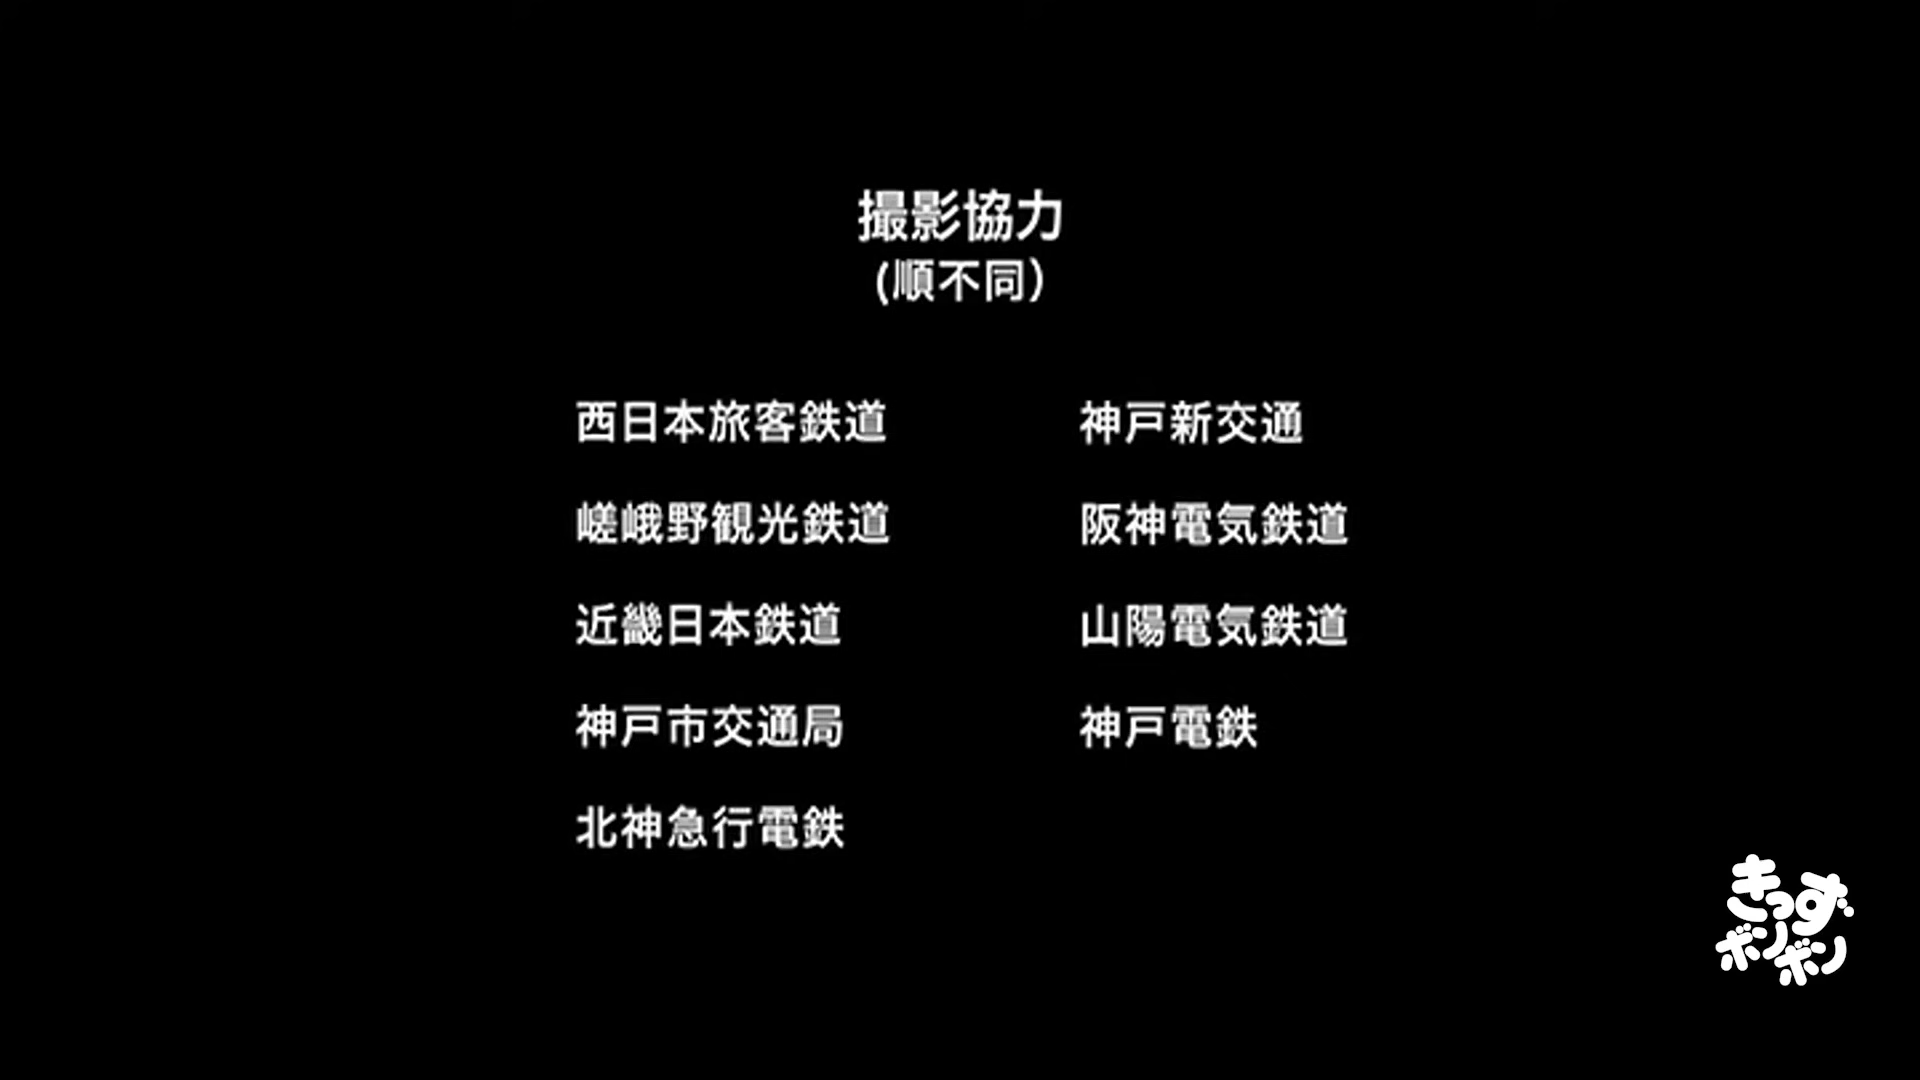 撮影協力
(順不同)
西日本旅客鉄道
嵯峨野観光鉄道
近畿日本鉄道
神戸市交通局
北神急行電鉄
神戸新交通
阪神電気鉄道
山陽電気鉄道
神戸電鉄
きっず
ボンボン